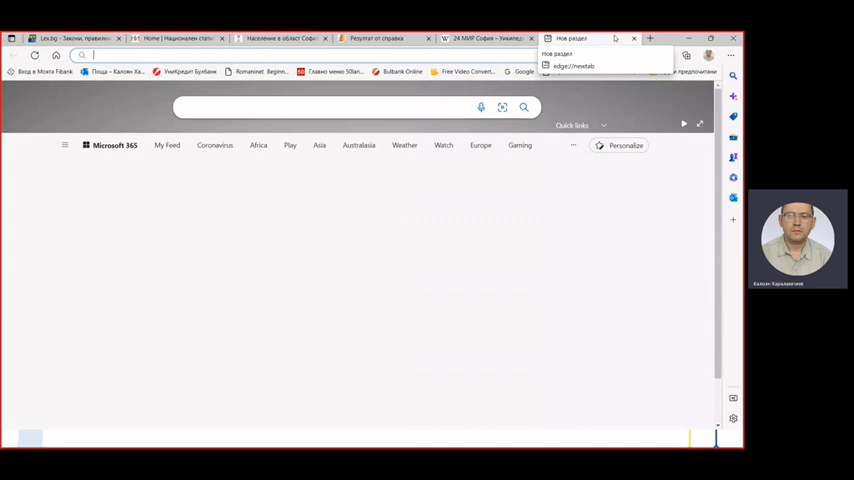 Lex.bg - Закони, правилни
Home | Национален стати
Население в област Софи
Резултат от справка
24 МИР София – Уикипед
Нов раздел
Нов раздел
edge://newtab
Вход в Моята Fibank
Поща – Калоян Ха...
УниКредит Булбанк
Romaninet Beginn...
Главно меню 50lan...
Bulbank Online
Free Video Convert...
Google
предпочитани
Quick links
Microsoft 365
My Feed
Coronavirus
Africa
Play
Asia
Australasia
Weather
Watch
Europe
Gaming
...
Personalize
Калоян Харалампиев